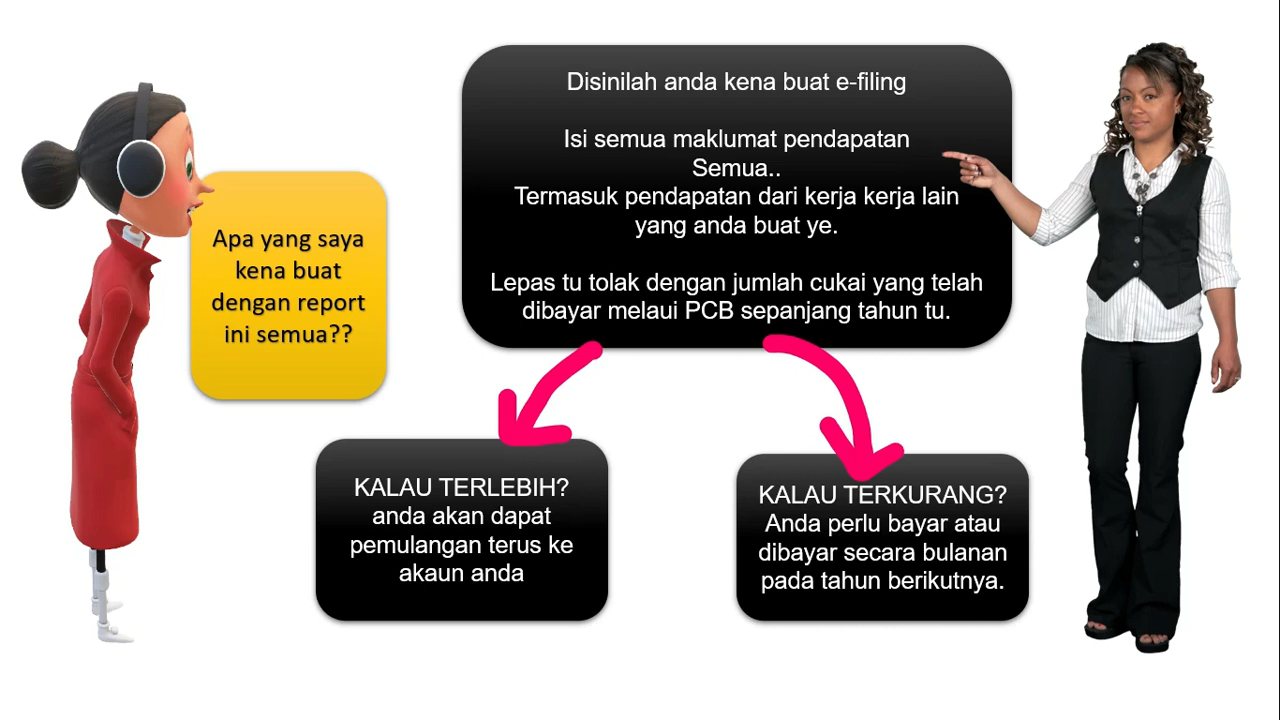 Apa yang saya
kena buat
dengan report
ini semua??
Disinilah anda kena buat e-filing
Isi semua maklumat pendapatan
Semua..
Termasuk pendapatan dari kerja kerja lain
yang anda buat ye.
Lepas tu tolak dengan jumlah cukai yang telah
dibayar melaui PCB sepanjang tahun tu.
KALAU TERLEBIH?
anda akan dapat
pemulangan terus ke
akaun anda
KALAU TERKURANG?
Anda perlu bayar atau
dibayar secara bulanan
pada tahun berikutnya.